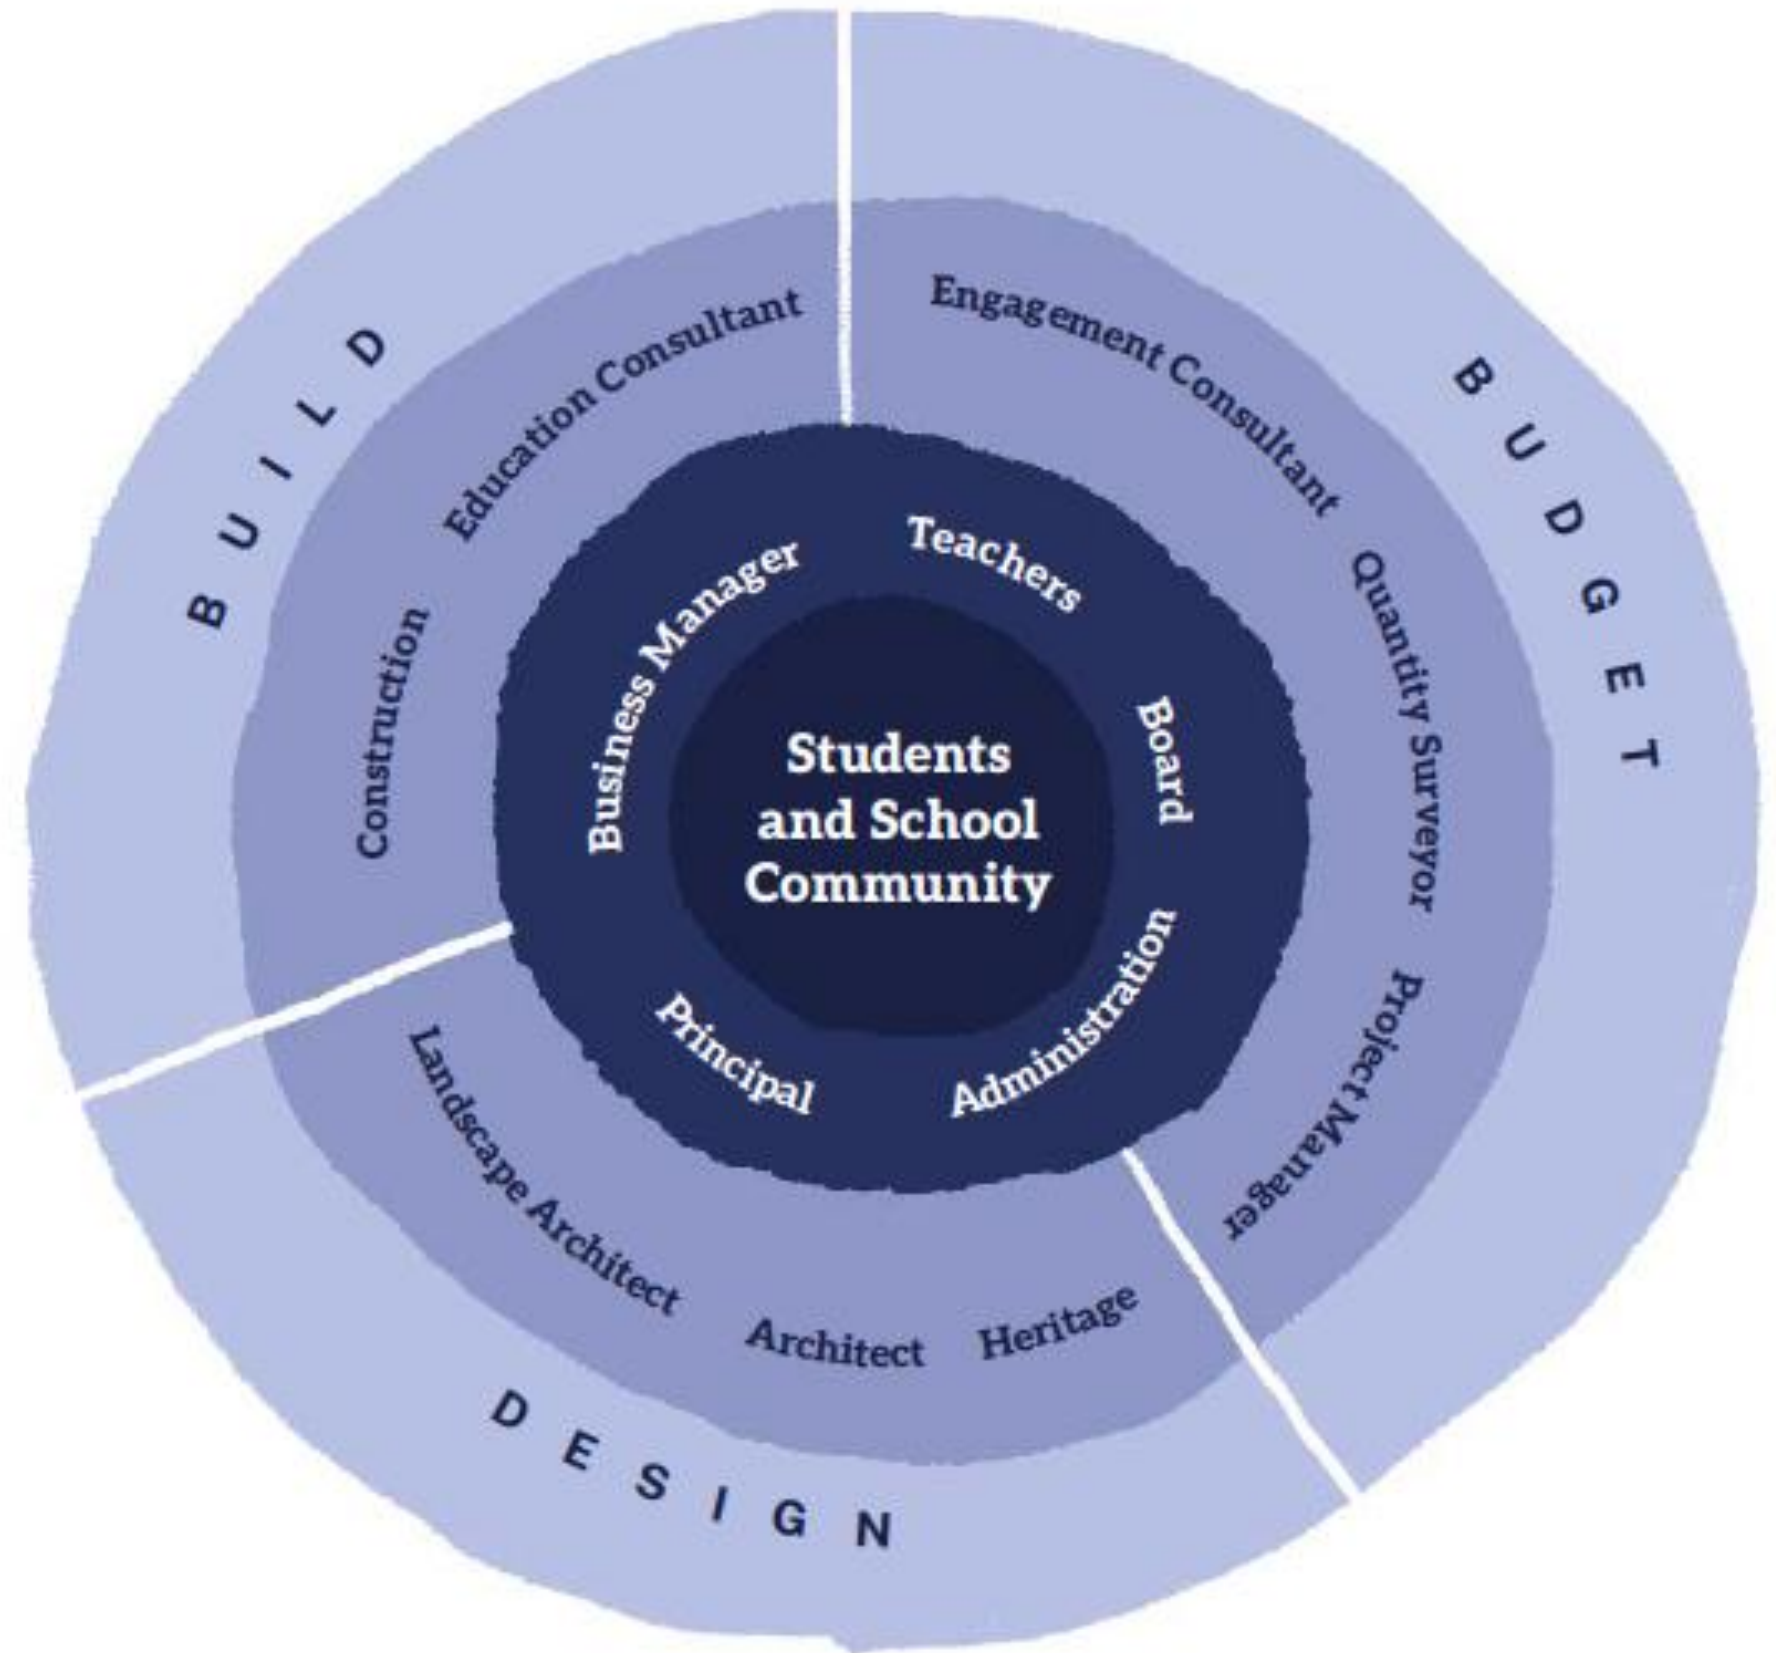 BUILD
BUDGET
DESIGN
Education Consultant
Construction
Engagement Consultant
Quantity Surveyor
Project Manager
Heritage
Architect
Landscape Architect
Business Manager
Teachers
Board
Administration
Principal
Students
and School
Community